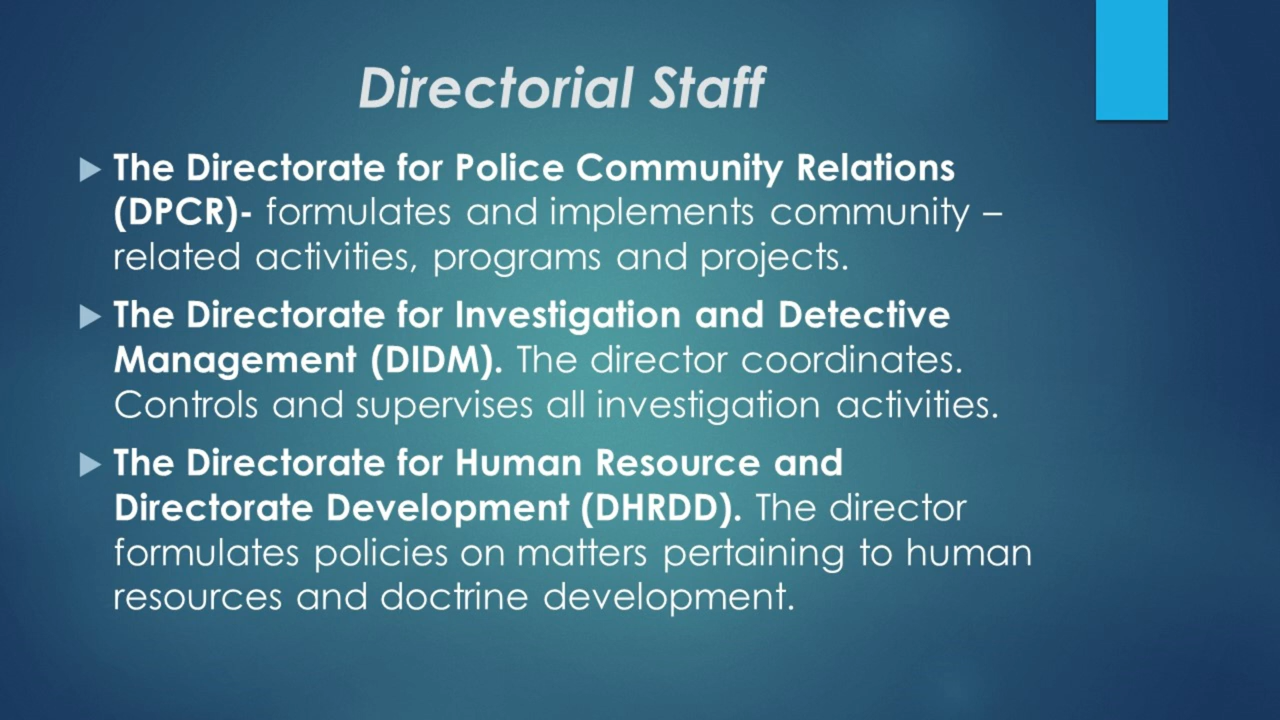 Directorial Staff
The Directorate for Police Community Relations
(DPCR)- formulates and implements community –
related activities, programs and projects.
The Directorate for Investigation and Detective
Management (DIDM). The director coordinates.
Controls and supervises all investigation activities.
The Directorate for Human Resource and
Directorate Development (DHRDD). The director
formulates policies on matters pertaining to human
resources and doctrine development.